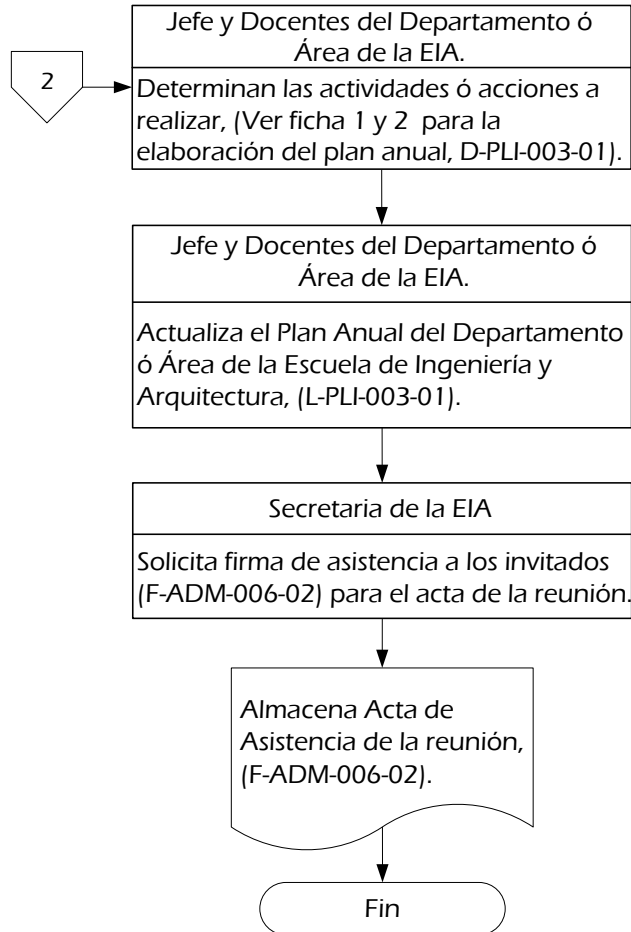 Jefe y Docentes del Departamento ó
Área de la EIA.
2
Determinan las actividades ó acciones a
realizar, (Ver ficha 1 y 2 para la
elaboración del plan anual, D-PLI-003-01).
Jefe y Docentes del Departamento ó
Área de la EIA.
Actualiza el Plan Anual del Departamento
ó Área de la Escuela de Ingeniería y
Arquitectura, (L-PLI-003-01).
Secretaria de la EIA
Solicita firma de asistencia a los invitados
(F-ADM-006-02) para el acta de la reunión.
Almacena Acta de
Asistencia de la reunión,
(F-ADM-006-02).
Fin